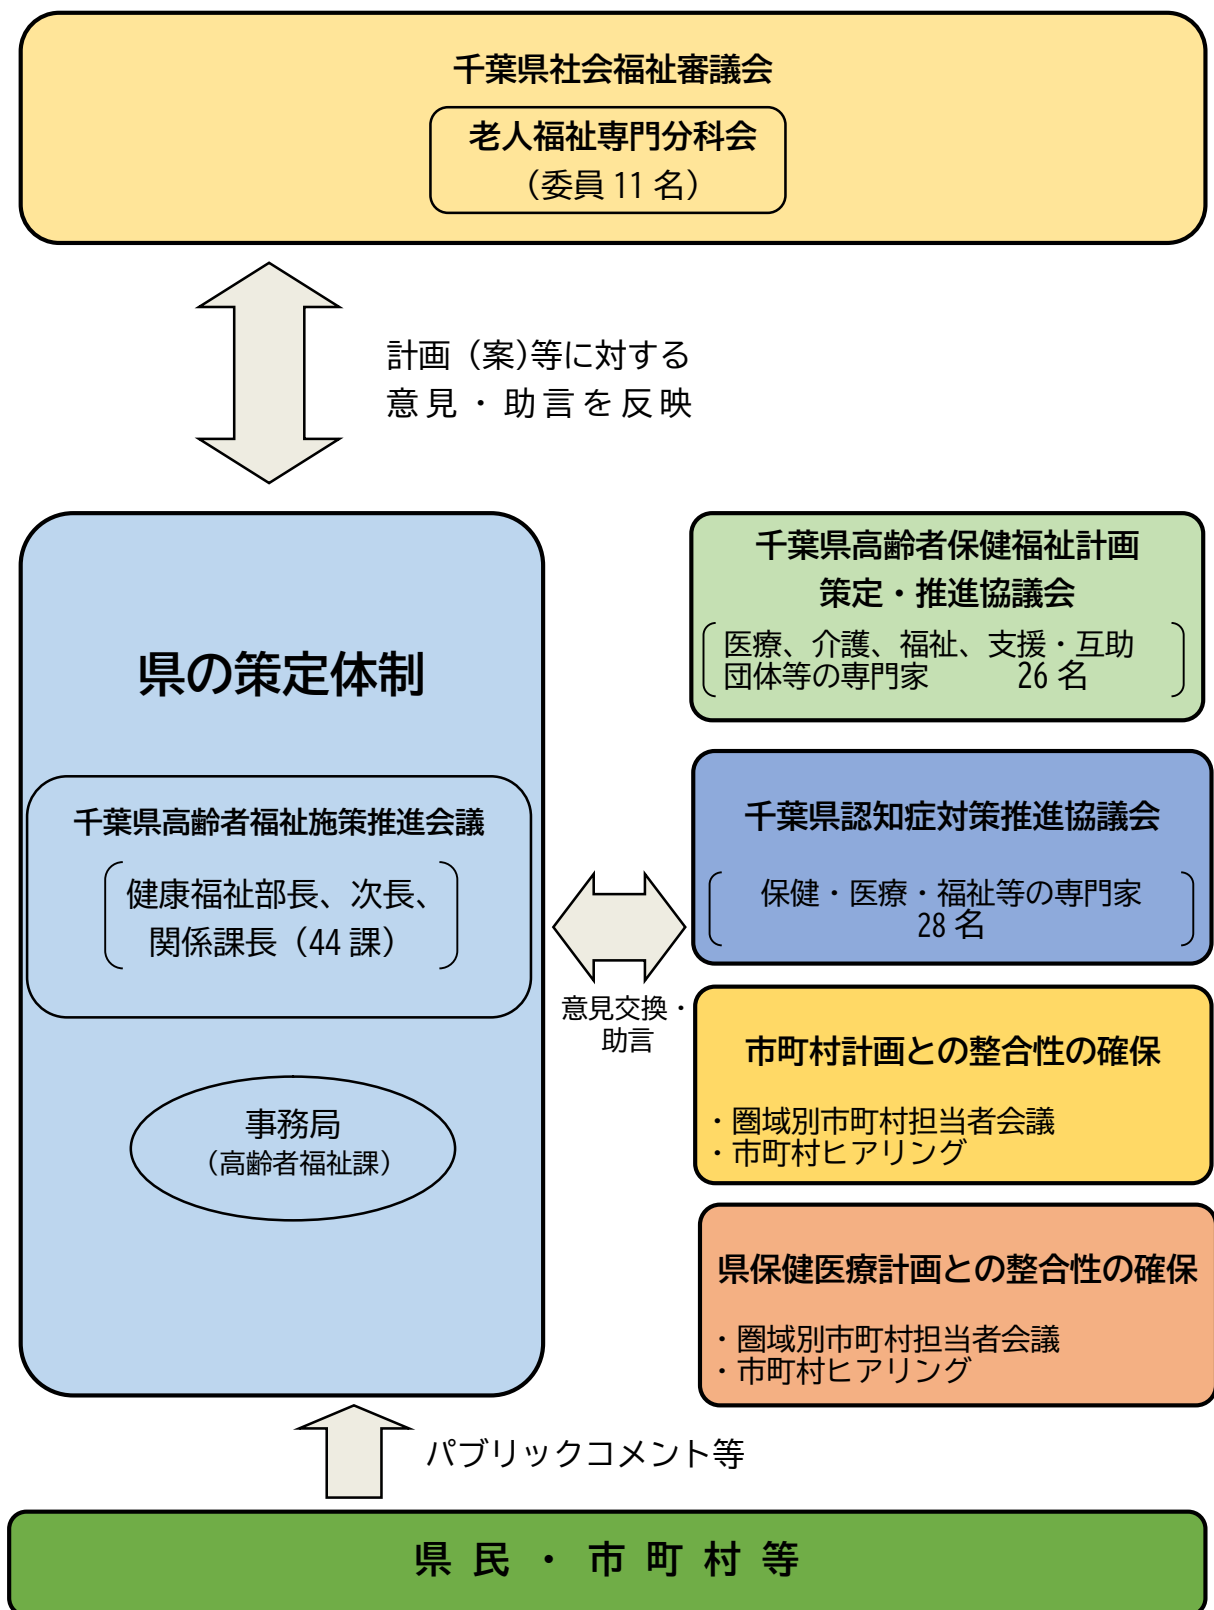 千葉県社会福祉審議会
老人福祉専門分科会
（委員 11 名）
計画（案）等に対する
意見・助言を反映
県の策定体制
千葉県高齢者福祉施策推進会議
健康福祉部長、次長、
関係課長（44 課）
事務局
（高齢者福祉課）
意見交換・
助言
千葉県高齢者保健福祉計画
策定・推進協議会
医療、介護、福祉、支援・互助
団体等の専門家　　　26 名
千葉県認知症対策推進協議会
保健・医療・福祉等の専門家
28 名
市町村計画との整合性の確保
・圏域別市町村担当者会議
・市町村ヒアリング
県保健医療計画との整合性の確保
・圏域別市町村担当者会議
・市町村ヒアリング
パブリックコメント等
県 民 ・ 市 町 村 等